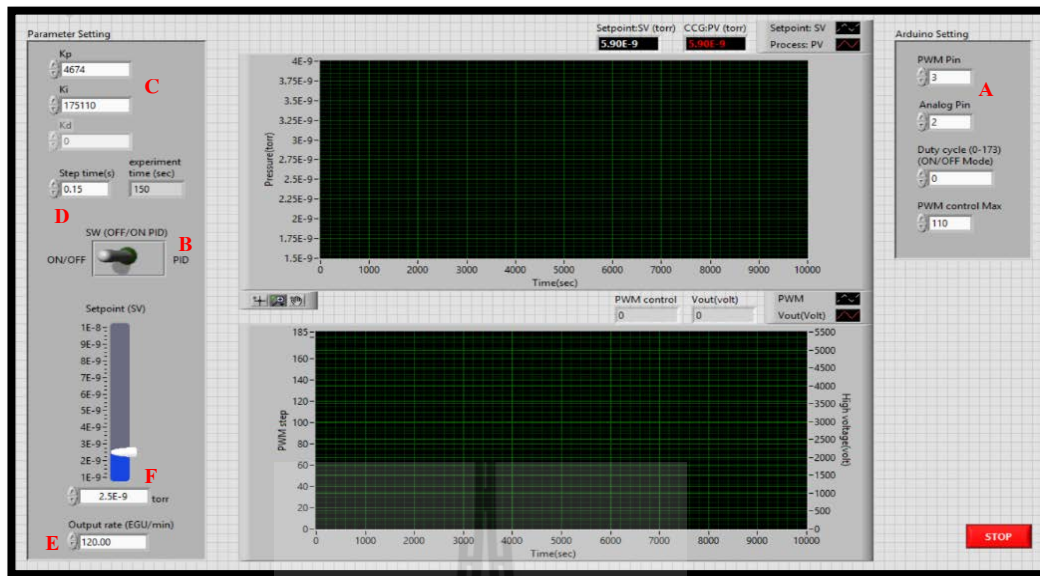 Parameter Setting
Kp
4674
C
Ki
175110
Kd
0
Step time(s)
experiment
time (sec)
0.15
150
D
SW (OFF/ON PID)
B
ON/OFF
PID
Setpoint (SV)
1E-8
9E-9
8E-9
7E-9
6E-9
5E-9
4E-9
3E-9
2E-9
1E-9
F
2.5E-9
torr
Output rate (EGU/min)
E
120.00
Setpoint:SV (torr)
CCG:PV (torr)
5.90E-9
5.90E-9
Setpoint: SV
Process: PV
4E-9
3.75E-9
3.5E-9
3.25E-9
3E-9
2.75E-9
2.5E-9
2.25E-9
2E-9
1.75E-9
1.5E-9
Pressure(torr)
0 1000 2000 3000 4000 5000 6000 7000 8000 9000 10000
Time(sec)
PWM control
Vout(volt)
0
0
PWM
Vout(Volt)
185
160
140
120
100
80
60
40
20
0
PWM step
5500
5000
4500
4000
3500
3000
2500
2000
1500
1000
500
0
High voltage(volt)
0 1000 2000 3000 4000 5000 6000 7000 8000 9000 10000
Time(sec)
Arduino Setting
PWM Pin
3
A
Analog Pin
2
Duty cycle (0-173)
(ON/OFF Mode)
0
PWM control Max
110
STOP